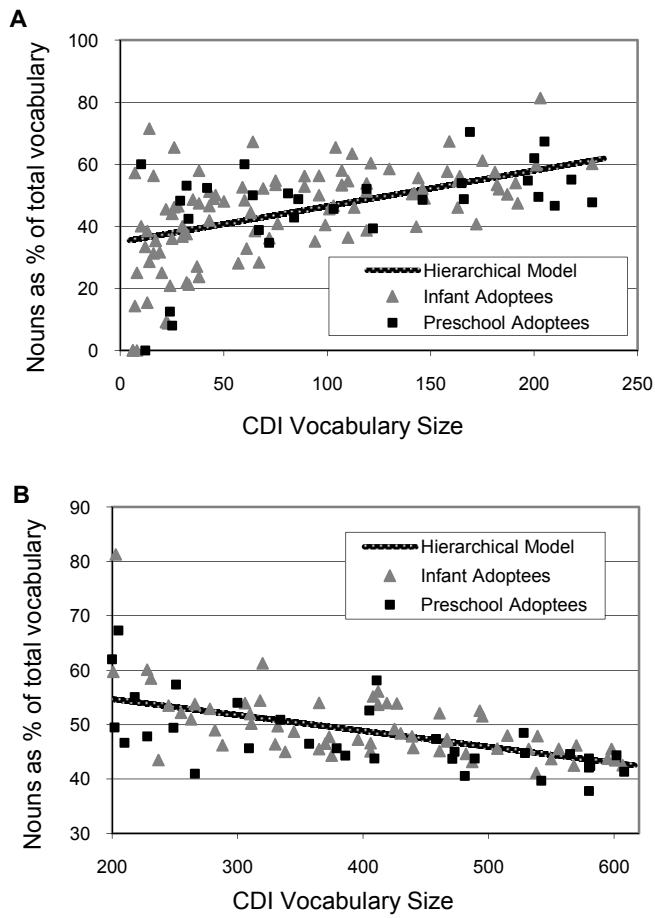 A
Nouns as % of total vocabulary
100
80
60
40
20
0
Hierarchical Model
Infant Adoptees
Preschool Adoptees
0 50 100 150 200 250
CDI Vocabulary Size
B
Nouns as % of total vocabulary
90
80
70
60
50
40
30
Hierarchical Model
Infant Adoptees
Preschool Adoptees
200 300 400 500 600
CDI Vocabulary Size